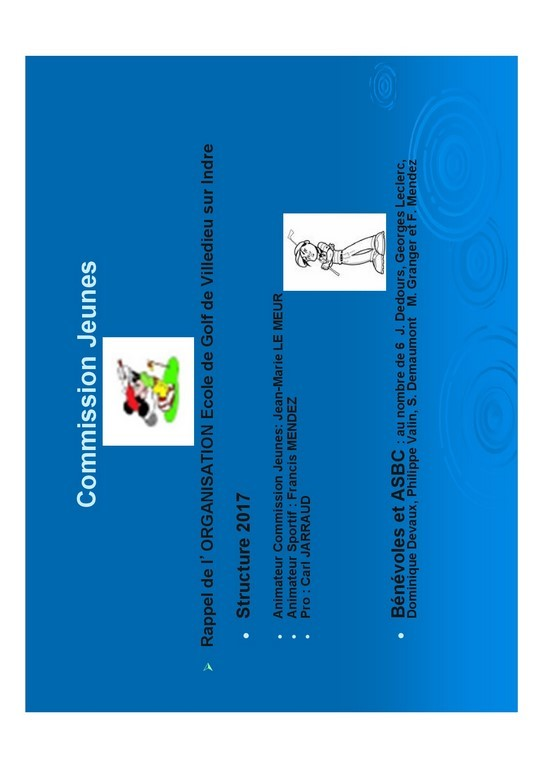 Commission Jeunes
Rappel de l' ORGANISATION Ecole de Golf de Villedieu sur Indre
• Structure 2017
• Animateur Commission Jeunes: Jean-Marie LE MEUR
• Animateur Sportif : Francis MENDEZ
• Pro : Carl JARRAUD
• Bénévoles et ASBC : au nombre de 6 J. Dedours, Georges Leclerc,
Dominique Devaux, Philippe Valin, S. Demaumont M. Granger et F. Mendez